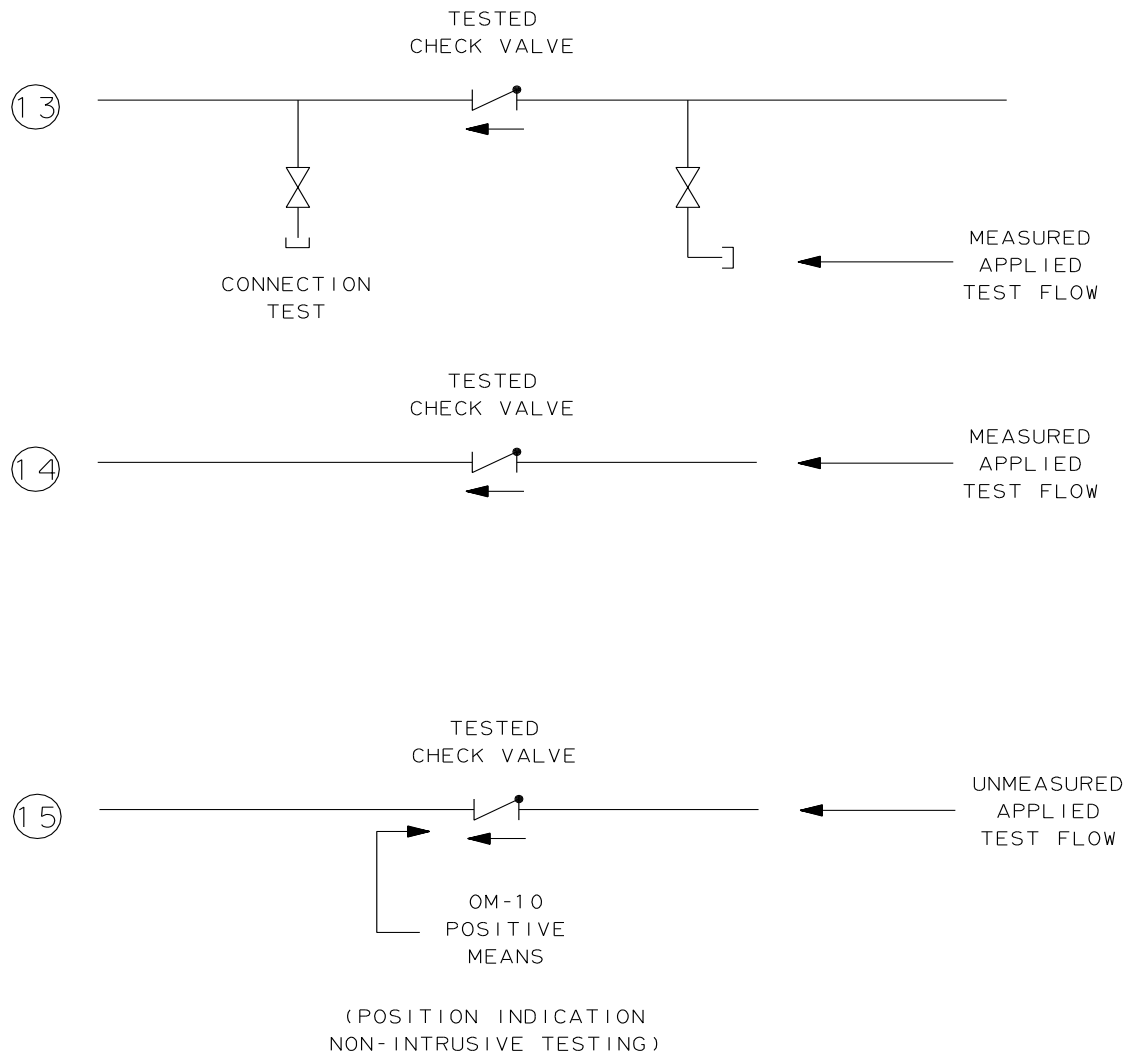 TESTED
CHECK VALVE
13
CONNECTION
TEST
MEASURED
APPLIED
TEST FLOW
TESTED
CHECK VALVE
14
MEASURED
APPLIED
TEST FLOW
TESTED
CHECK VALVE
15
UNMEASURED
APPLIED
TEST FLOW
OM-10
POSITIVE
MEANS
(POSITION INDICATION
NON-INTRUSIVE TESTING)